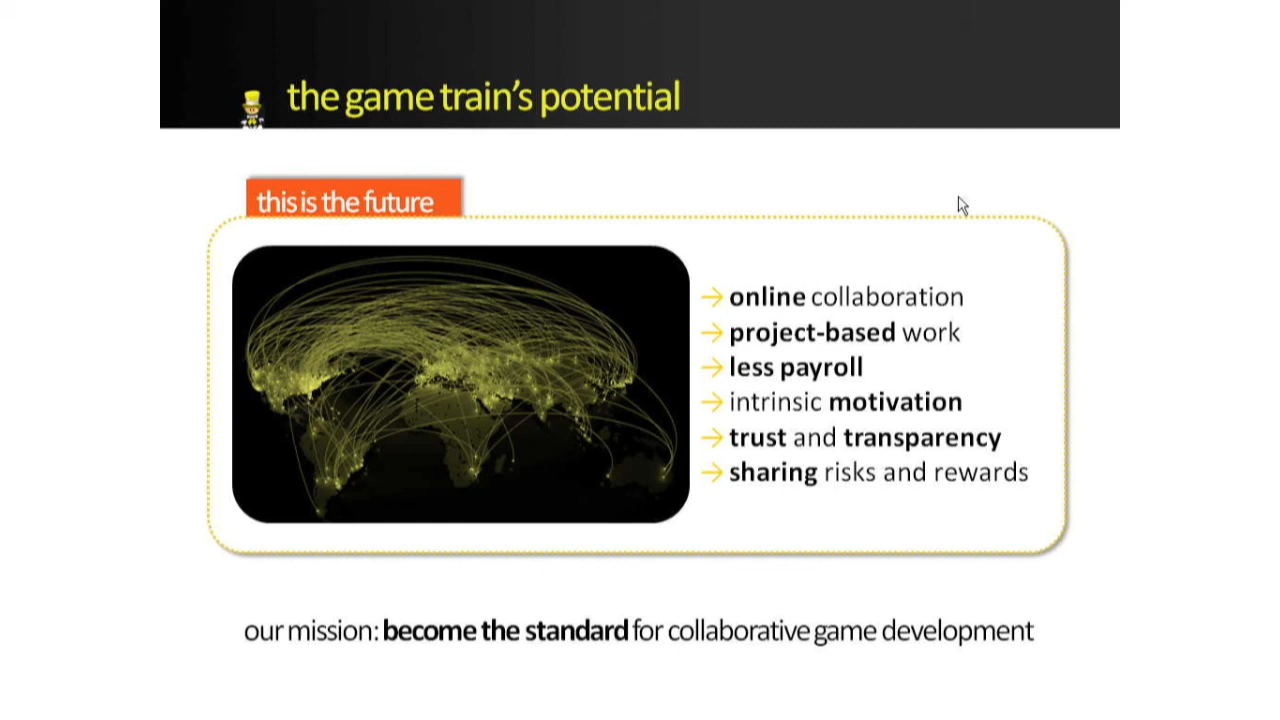 the game train's potential
this is the future
→ online collaboration
→ project-based work
→ less payroll
→ intrinsic motivation
→ trust and transparency
→ sharing risks and rewards
our mission: become the standard for collaborative game development